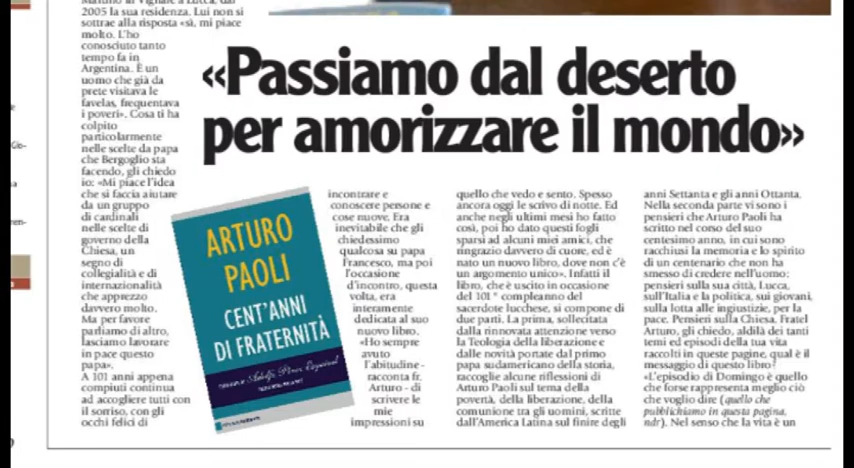 2005 la sua residenza. Lui non si
sottrae alla risposta «sì, mi piace
molto. L'ho
conosciuto tanto
tempo fa in
Argentina. È un
uomo che già da
prete visitava le
favelas, frequentava
i poveri». Cosa ti ha
colpito
particolarmente
nelle scelte da papa
che Bergoglio sta
facendo, gli chiedo
io: «Mi piace l'idea
che si faccia aiutare
da un gruppo
di cardinali
nelle scelte di
governo della
Chiesa, un
segno di
collegialità e di
internazionalità
che apprezzo
davvero molto.
Ma per favore
parliamo di altro,
lasciamo lavorare
in pace questo
papa».
A 101 anni appena
compiuti continua
ad accogliere tutti con
il sorriso, con gli
occhi felici di
«Passiamo dal deserto
per amorizzare il mondo»
ARTURO
PAOLI
CENT'ANNI
DI FRATERNITÀ
incontrare e
conoscere persone e
cose nuove. Era
inevitabile che gli
chiedessimo
qualcosa su papa
Francesco, ma poi
l'occasione
d'incontro, questa
volta, era
interamente
dedicata al suo
nuovo libro.
«Ho sempre
avuto
l'abitudine -
racconta fr.
Arturo - di
scrivere le
mie
impressioni su
quello che vedo e sento. Spesso
ancora oggi le scrivo di notte. Ed
anche negli ultimi mesi ho fatto
così, poi ho dato questi fogli
sparsi ad alcuni miei amici, che
ringrazio davvero di cuore, ed è
nato un nuovo libro, dove non c'è
un argomento unico». Infatti il
libro, che è uscito in occasione
del 101° compleanno del
sacerdote lucchese, si compone di
due parti. La prima, sollecitata
dalla rinnovata attenzione verso
la Teologia della liberazione e
dalle novità portate dal primo
papa sudamericano della storia,
raccoglie alcune riflessioni di
Arturo Paoli sul tema della
povertà, della liberazione, della
comunione tra gli uomini, scritte
dall'America Latina sul finire degli
anni Settanta e gli anni Ottanta.
Nella seconda parte vi sono i
pensieri che Arturo Paoli ha
scritto nel corso del suo
centesimo anno, in cui sono
racchiusi la memoria e lo spirito
di un centenario che non ha
smesso di credere nell'uomo:
pensieri sulla sua città, Lucca,
sull'Italia e la politica, sui giovani,
sulla lotta alle ingiustizie, per la
pace. Pensieri sulla Chiesa. Fratel
Arturo, gli chiedo, aldilà dei tanti
temi ed episodi della tua vita
raccolti in queste pagine, qual è il
messaggio di questo libro?
«L'episodio di Domingo è quello
che forse rappresenta meglio ciò
che voglio dire (quello che
pubblichiamo in questa pagina,
ndr). Nel senso che la vita è un